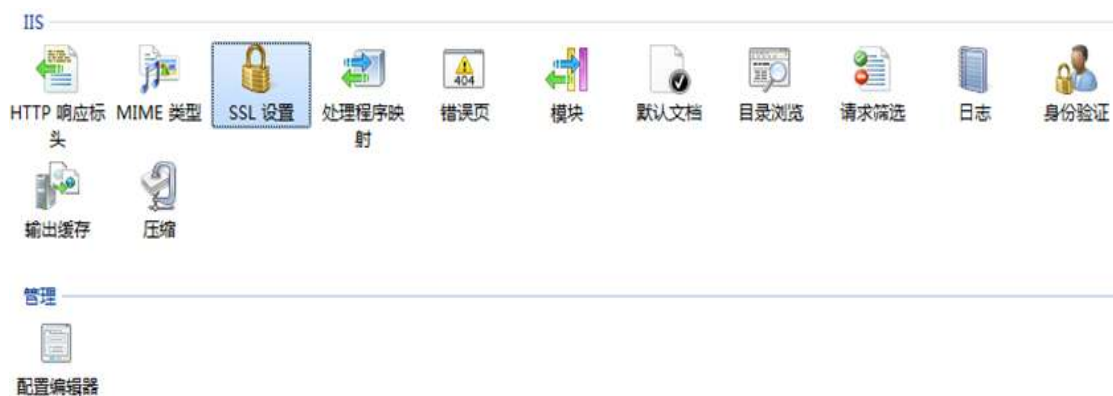 IIS
HTTP 响应标头
MIME 类型
SSL 设置
处理程序映射
404
错误页
模块
默认文档
目录浏览
请求筛选
日志
身份验证
输出缓存
压缩
管理
配置编辑器